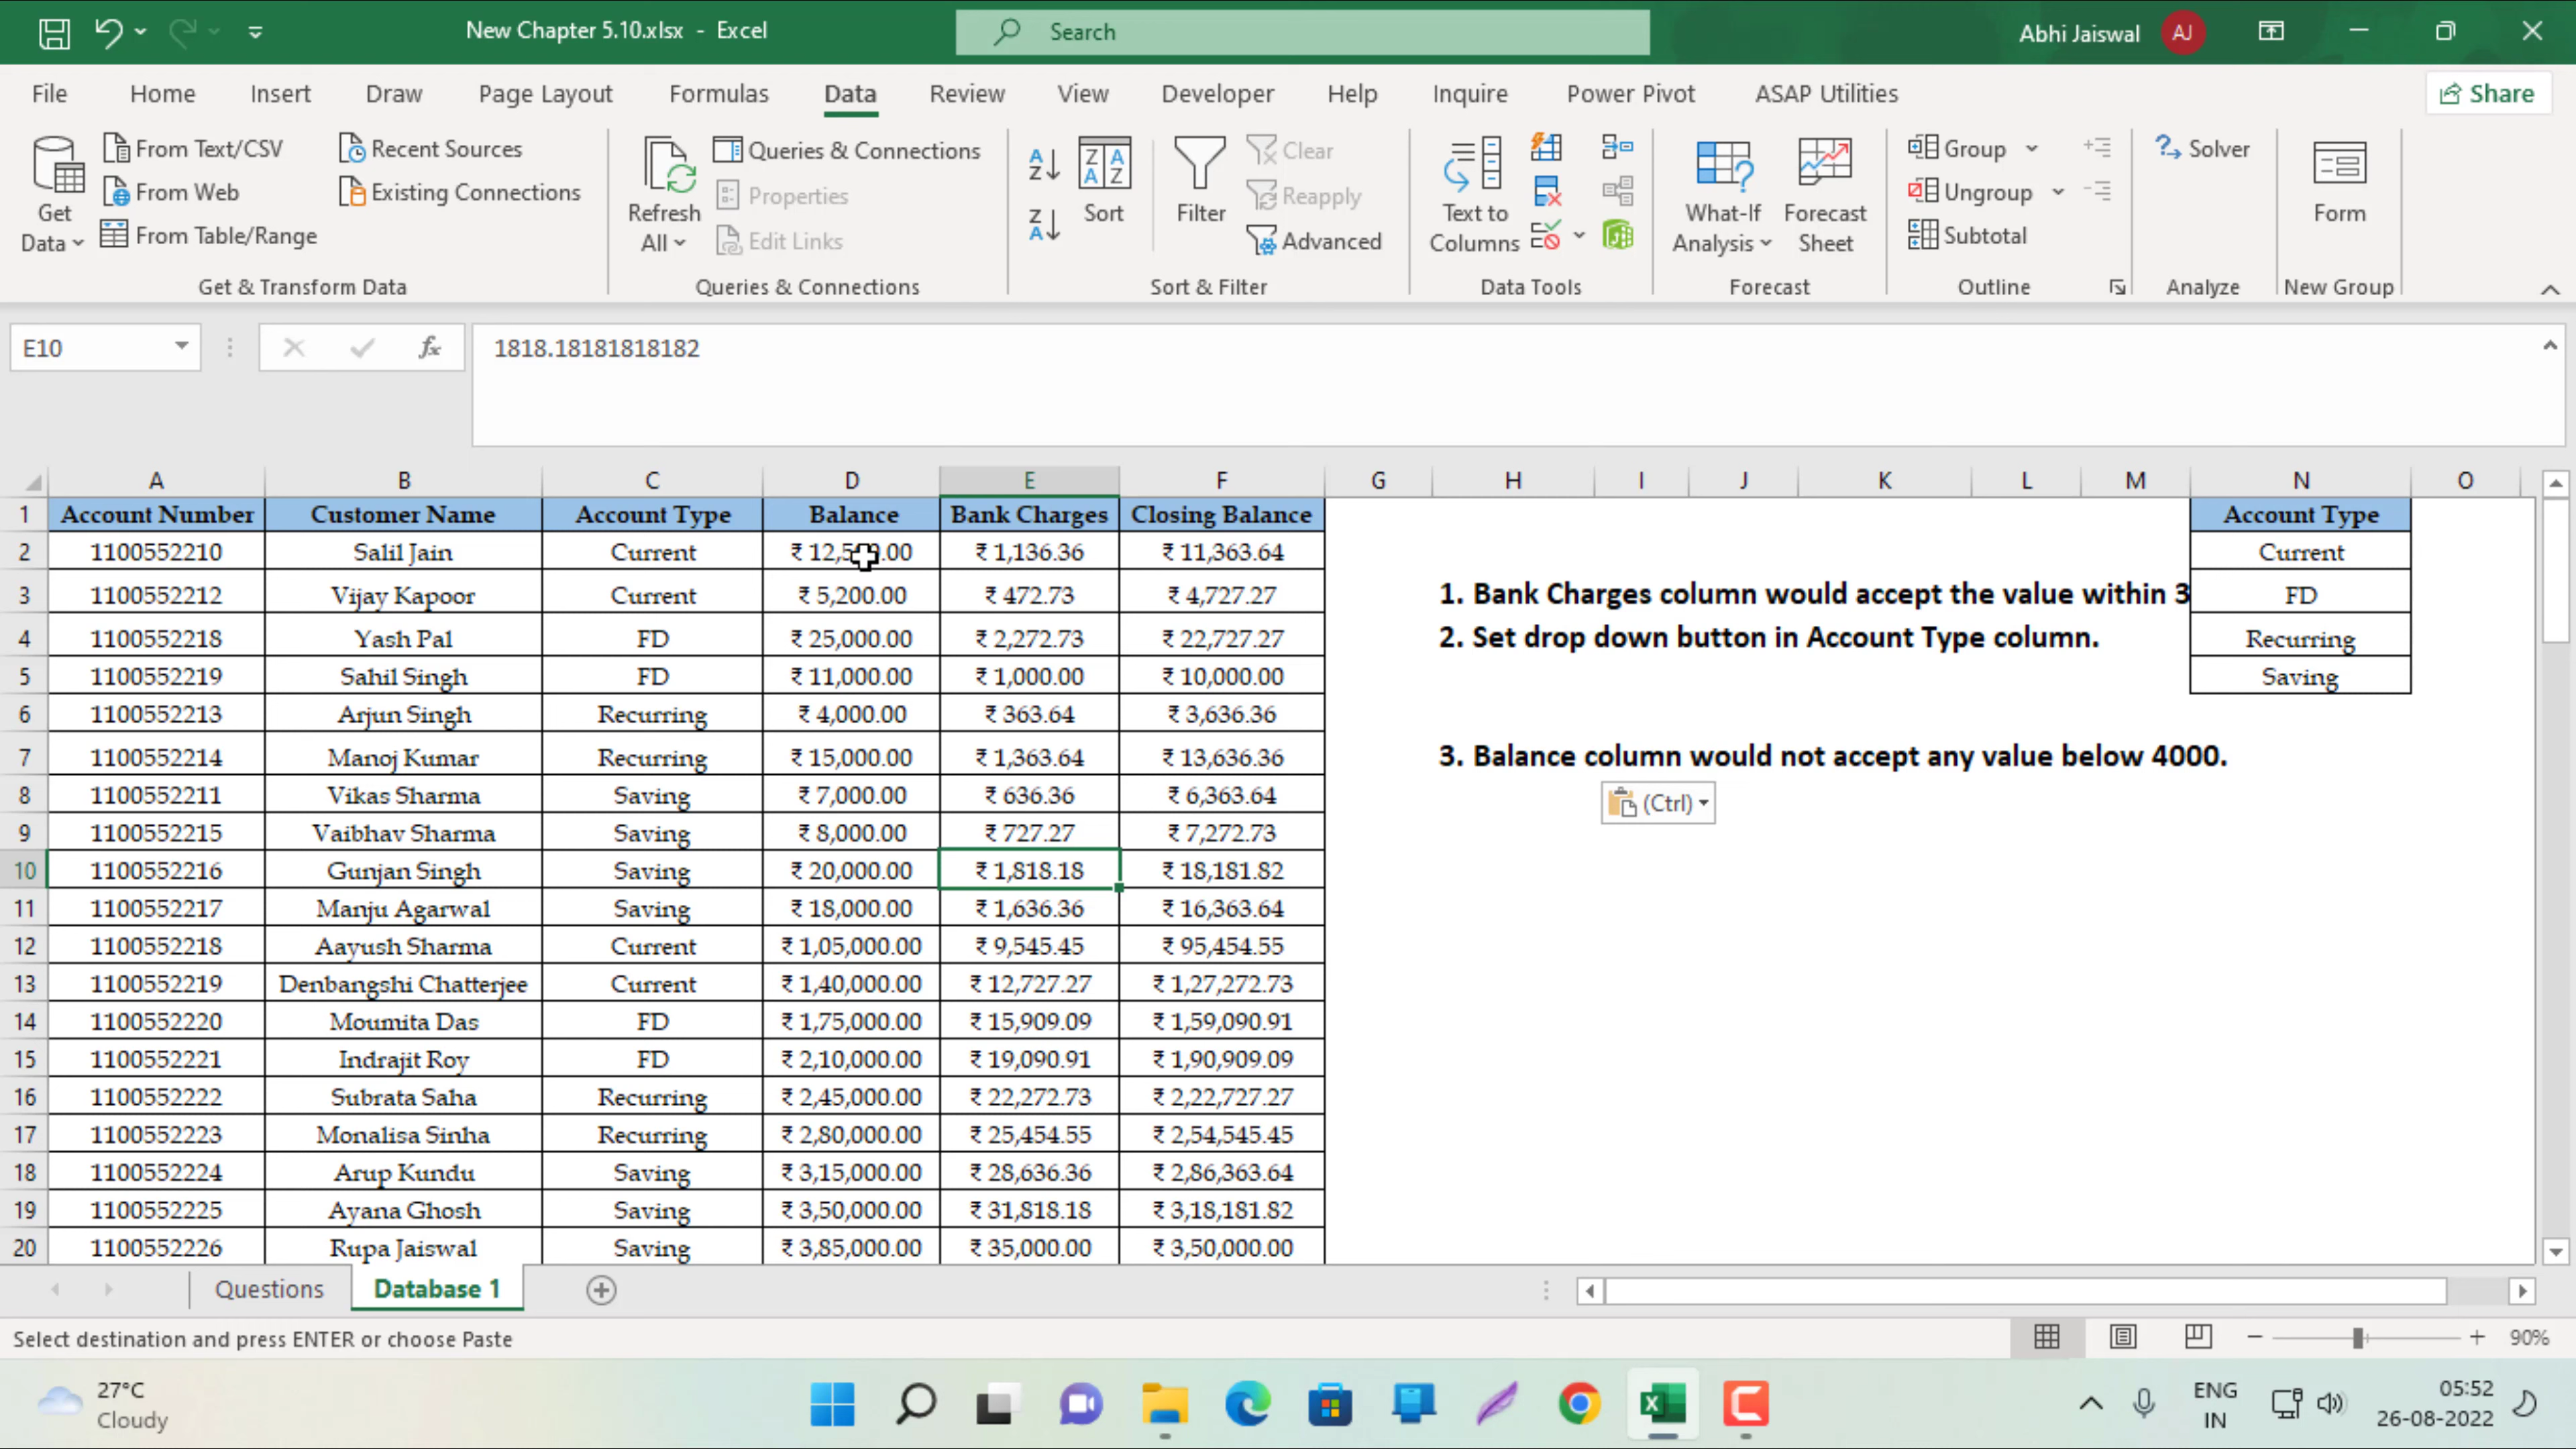 New Chapter 5.10.xlsx - Excel
Search
Abhi Jaiswal
AJ
File Home Insert Draw Page Layout Formulas Data Review View Developer Help Inquire Power Pivot ASAP Utilities
Share
Get Data
From Text/CSV
From Web
From Table/Range
Recent Sources
Existing Connections
Get & Transform Data
Refresh All
Queries & Connections
Properties
Edit Links
Queries & Connections
Sort
Filter
Clear
Reapply
Advanced
Sort & Filter
Text to Columns
Data Tools
What-If Analysis
Forecast Sheet
Forecast
Group
Ungroup
Subtotal
Outline
Solver
Analyze
Form
New Group
E10
fx
1818.18181818182
A B C D E F G H I J K L M N O
1 Account Number Customer Name Account Type Balance Bank Charges Closing Balance Account Type
2 1100552210 Salil Jain Current ₹ 1,136.36 ₹ 11,363.64 Current
3 1100552212 Vijay Kapoor Current ₹ 5,200.00 ₹ 472.73 ₹ 4,727.27 1. Bank Charges column would accept the value within 3 FD
4 1100552218 Yash Pal FD ₹ 25,000.00 ₹ 2,272.73 ₹ 22,727.27 2. Set drop down button in Account Type column. Recurring
5 1100552219 Sahil Singh FD ₹ 11,000.00 ₹ 1,000.00 ₹ 10,000.00 Saving
6 1100552213 Arjun Singh Recurring ₹ 4,000.00 ₹ 363.64 ₹ 3,636.36
7 1100552214 Manoj Kumar Recurring ₹ 15,000.00 ₹ 1,363.64 ₹ 13,636.36 3. Balance column would not accept any value below 4000.
8 1100552211 Vikas Sharma Saving ₹ 7,000.00 ₹ 636.36 ₹ 6,363.64 (Ctrl)
9 1100552215 Vaibhav Sharma Saving ₹ 8,000.00 ₹ 727.27 ₹ 7,272.73
10 1100552216 Gunjan Singh Saving ₹ 20,000.00 ₹ 1,818.18 ₹ 18,181.82
11 1100552217 Manju Agarwal Saving ₹ 18,000.00 ₹ 1,636.36 ₹ 16,363.64
12 1100552218 Aayush Sharma Current ₹ 1,05,000.00 ₹ 9,545.45 ₹ 95,454.55
13 1100552219 Denbangshi Chatterjee Current ₹ 1,40,000.00 ₹ 12,727.27 ₹ 1,27,272.73
14 1100552220 Moumita Das FD ₹ 1,75,000.00 ₹ 15,909.09 ₹ 1,59,090.91
15 1100552221 Indrajit Roy FD ₹ 2,10,000.00 ₹ 19,090.91 ₹ 1,90,909.09
16 1100552222 Subrata Saha Recurring ₹ 2,45,000.00 ₹ 22,272.73 ₹ 2,22,727.27
17 1100552223 Monalisa Sinha Recurring ₹ 2,80,000.00 ₹ 25,454.55 ₹ 2,54,545.45
18 1100552224 Arup Kundu Saving ₹ 3,15,000.00 ₹ 28,636.36 ₹ 2,86,363.64
19 1100552225 Ayana Ghosh Saving ₹ 3,50,000.00 ₹ 31,818.18 ₹ 3,18,181.82
20 1100552226 Rupa Jaiswal Saving ₹ 3,85,000.00 ₹ 35,000.00 ₹ 3,50,000.00
Questions Database 1
Select destination and press ENTER or choose Paste
90%
27°C
Cloudy
ENG
IN
05:52
26-08-2022